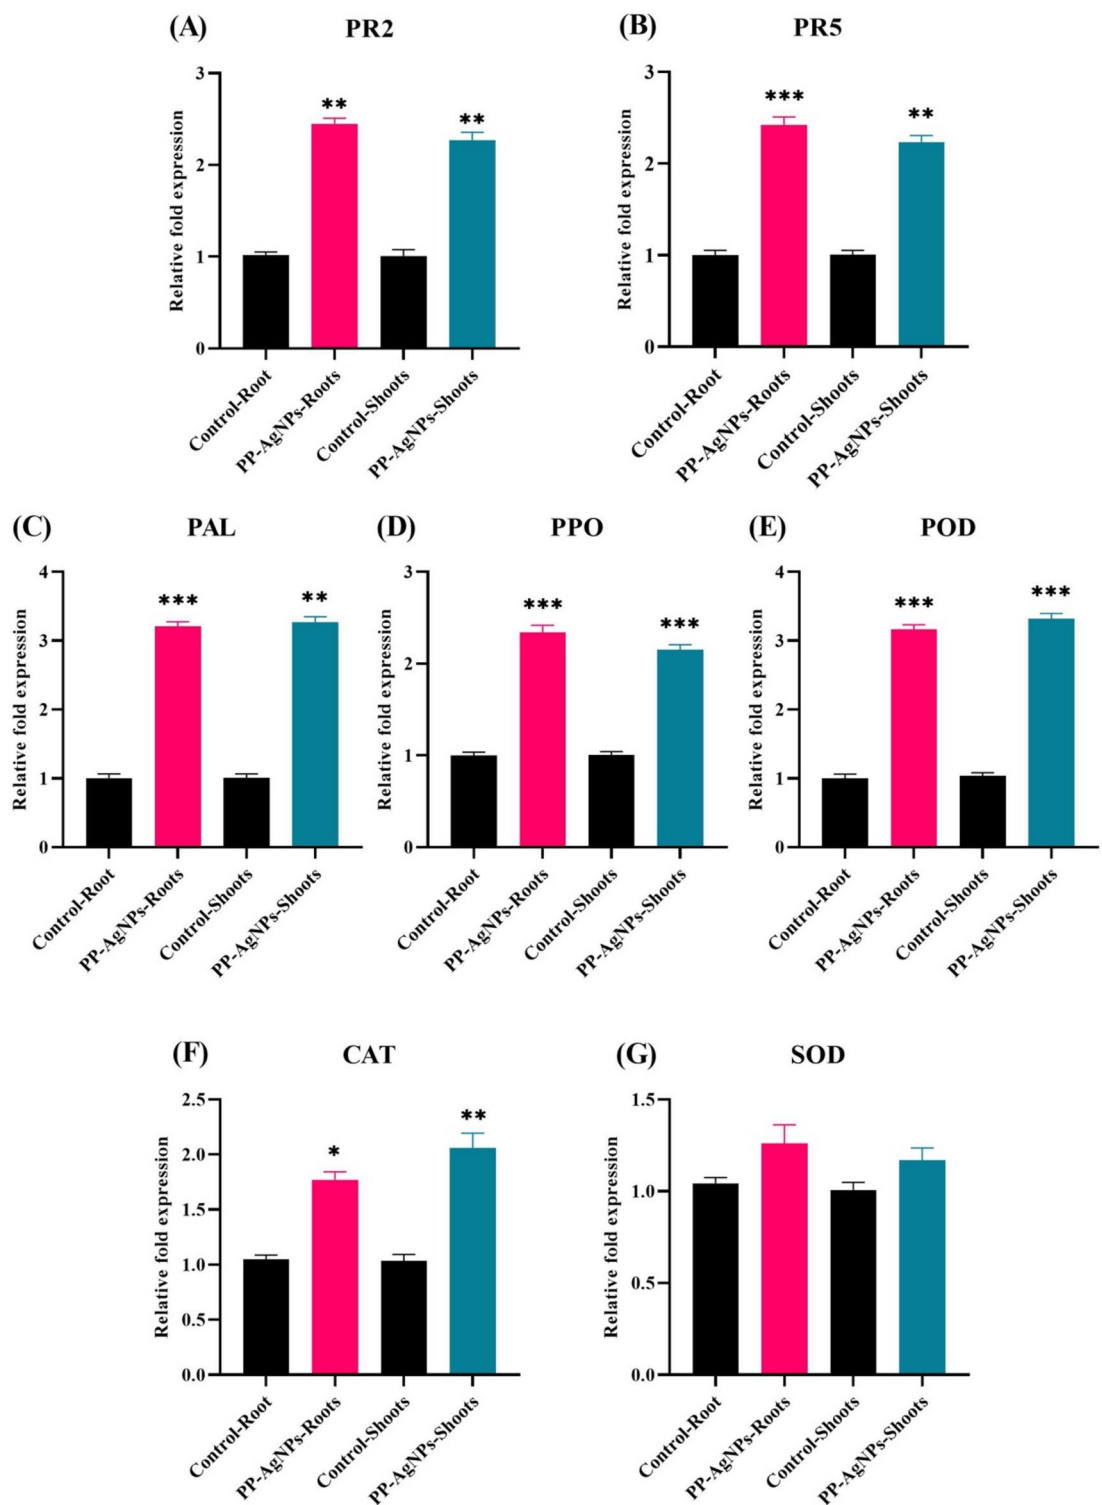 (A) PR2
Relative fold expression
3
2
1
0
** **
Control-Root
PP-AgNPs-Roots
Control-Shoots
PP-AgNPs-Shoots
(B) PR5
Relative fold expression
3
2
1
0
*** **
Control-Root
PP-AgNPs-Roots
Control-Shoots
PP-AgNPs-Shoots
(C) PAL
Relative fold expression
4
3
2
1
0
*** **
Control-Root
PP-AgNPs-Roots
Control-Shoots
PP-AgNPs-Shoots
(D) PPO
Relative fold expression
3
2
1
0
*** ***
Control-Root
PP-AgNPs-Roots
Control-Shoots
PP-AgNPs-Shoots
(E) POD
Relative fold expression
4
3
2
1
0
*** ***
Control-Root
PP-AgNPs-Roots
Control-Shoots
PP-AgNPs-Shoots
(F) CAT
Relative fold expression
2.5
2.0
1.5
1.0
0.5
0.0
* **
Control-Root
PP-AgNPs-Roots
Control-Shoots
PP-AgNPs-Shoots
(G) SOD
Relative fold expression
1.5
1.0
0.5
0.0
Control-Root
PP-AgNPs-Roots
Control-Shoots
PP-AgNPs-Shoots